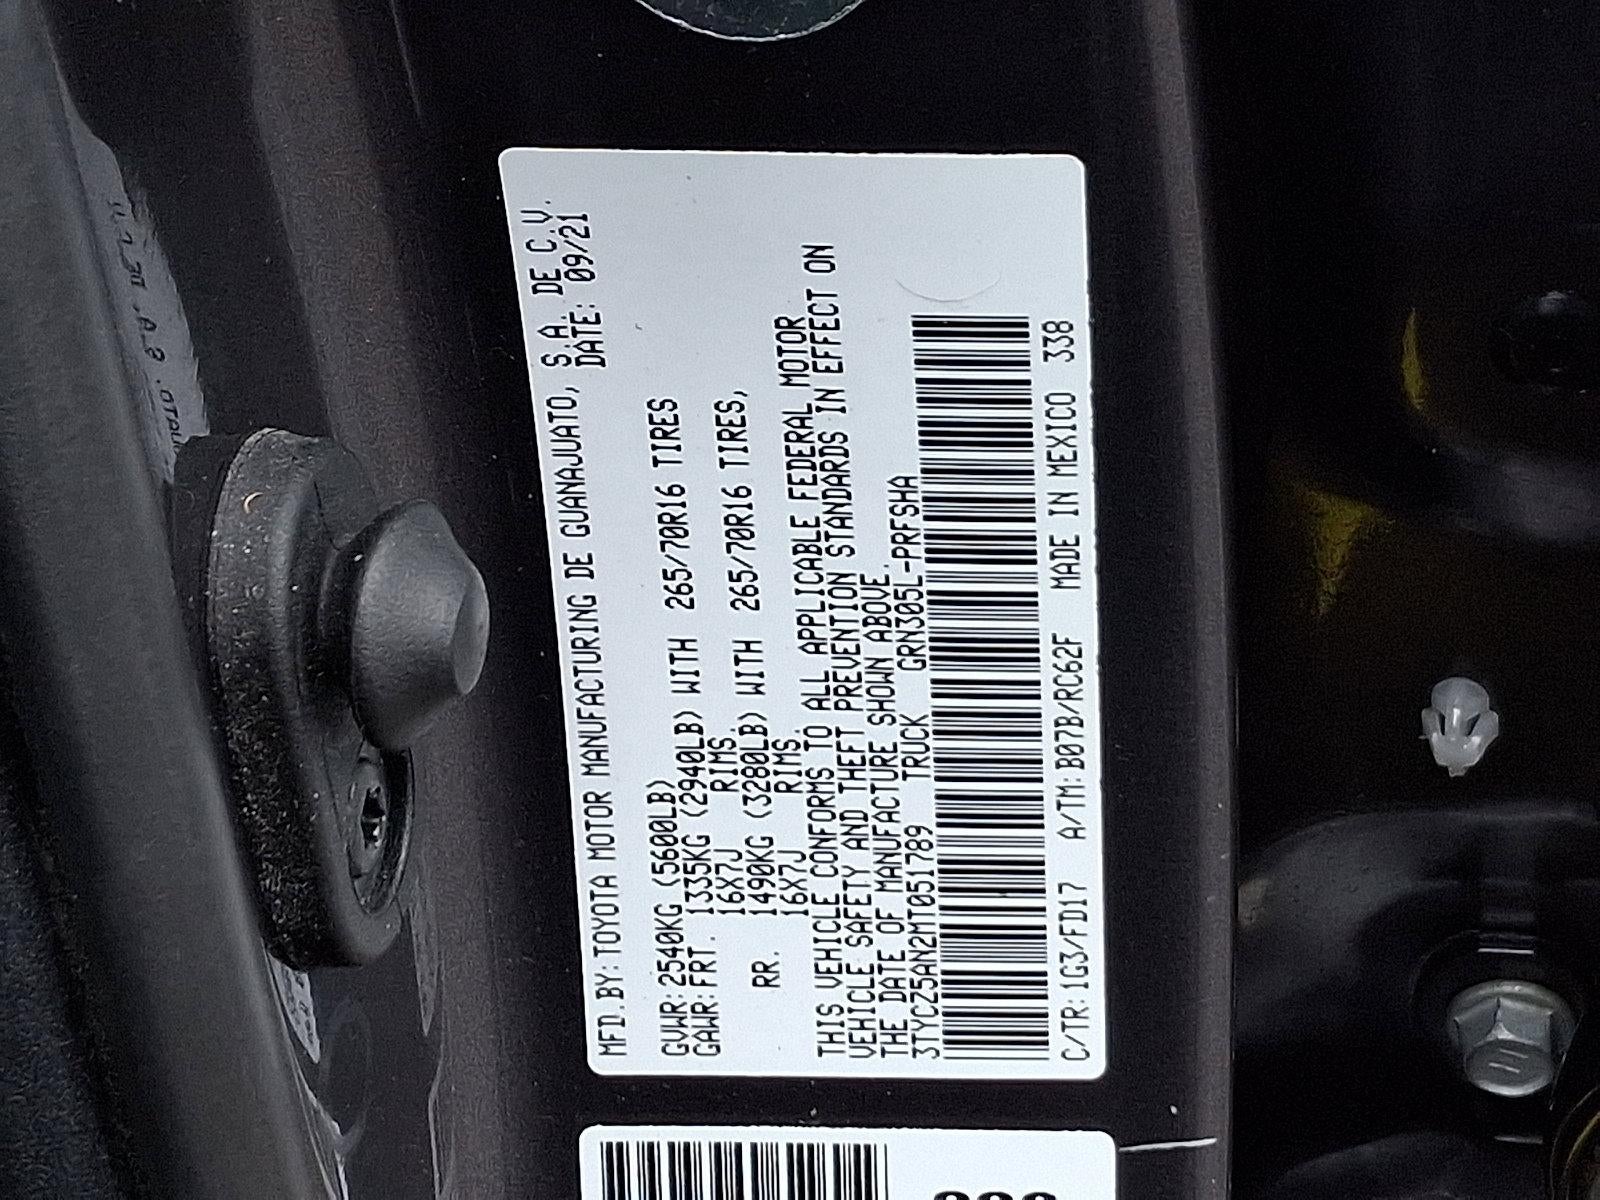 MFD.BY:TOYOTA MOTOR MANUFACTURING DE GUANAJUATO, S.A. DE C.V.
DATE: 09/21
GVWR:2540KG (5600LB)
GAWR:FRT. 1335KG (2940LB) WITH 265/70R16 TIRES
16X7J RIMS
RR. 1490KG (3280LB) WITH 265/70R16 TIRES,
16X7J RIMS.
THIS VEHICLE CONFORMS TO ALL APPLICABLE FEDERAL MOTOR
VEHICLE SAFETY AND THEFT PREVENTION STANDARDS IN EFFECT ON
THE DATE OF MANUFACTURE SHOWN ABOVE.
3TYCZ5AN2MT051789 TRUCK GRN305L-PRFSHA
C/TR:1G3/FD17 A/TM:B07B/RC62F MADE IN MEXICO 338